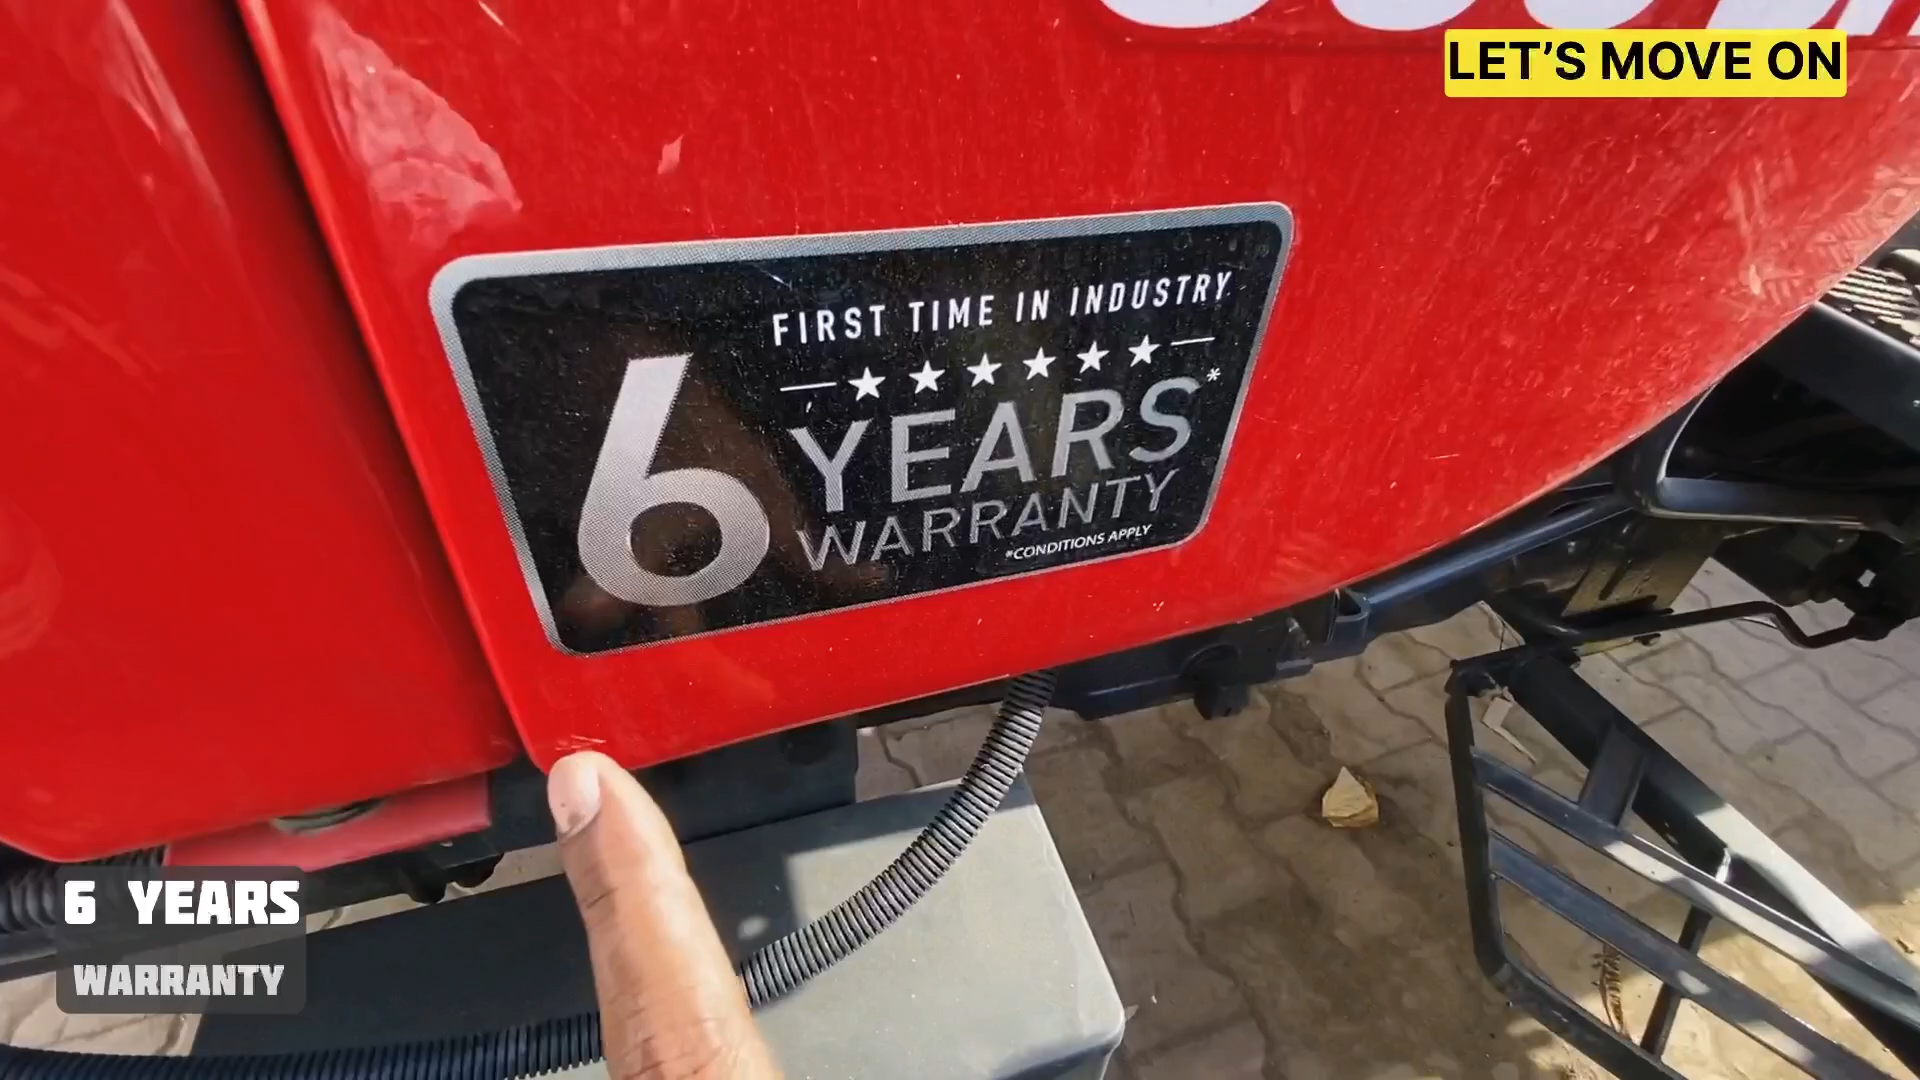 LET'S MOVE ON
FIRST TIME IN INDUSTRY
6 YEARS*
WARRANTY
*CONDITIONS APPLY
6 YEARS
WARRANTY